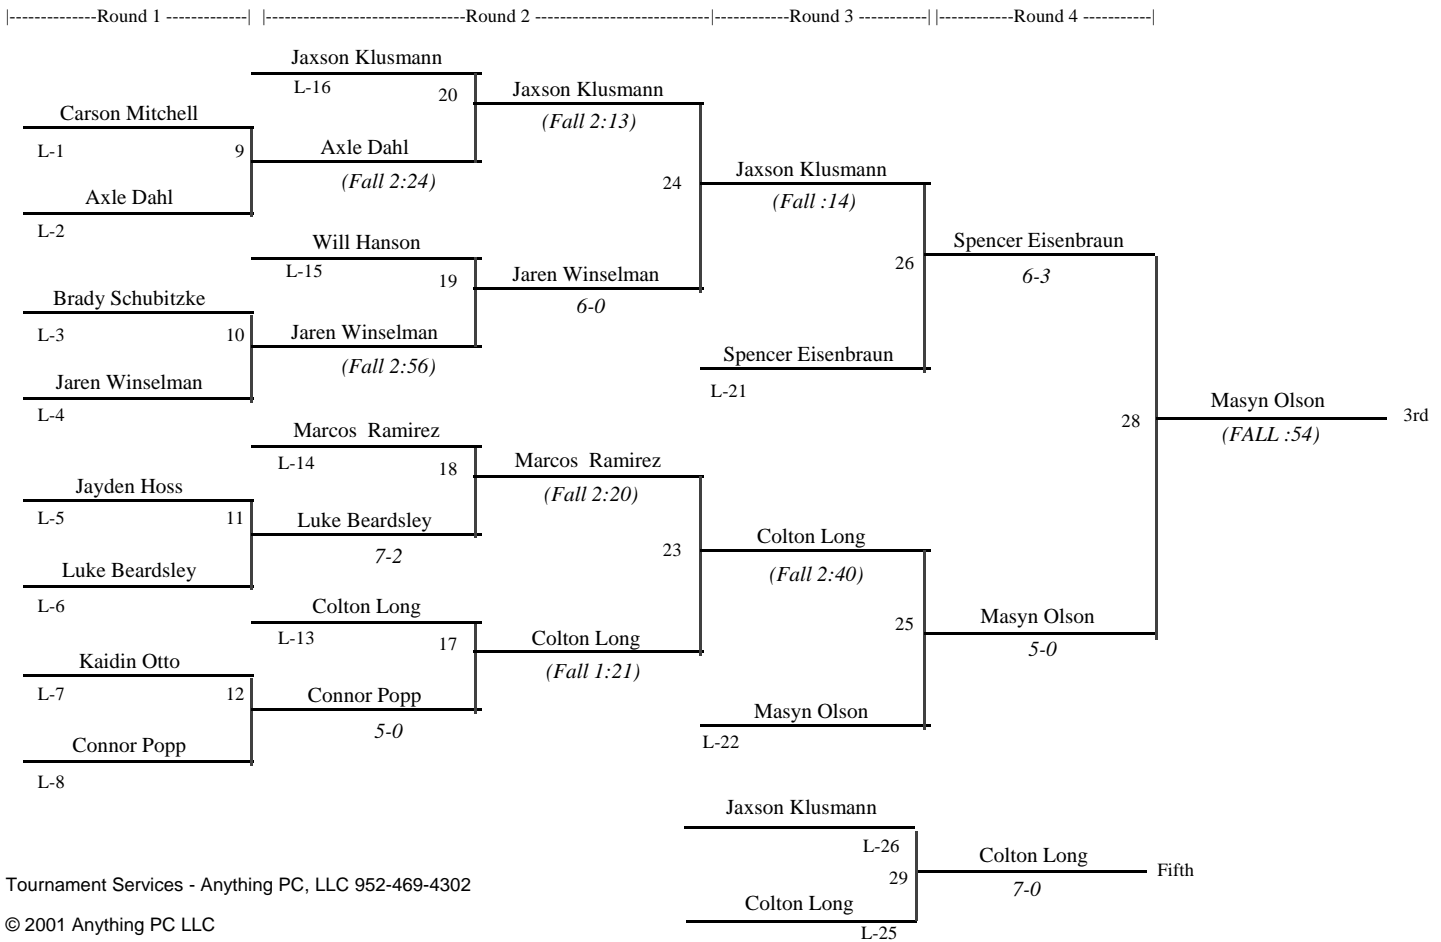 |-------------Round 1 -------------| |--------------------------------Round 2 ----------------------------|------------Round 3 -----------| |------------Round 4 -----------|
Jaxson Klusmann
L-16
20
Jaxson Klusmann
(Fall 2:13)
Carson Mitchell
L-1
9
Axle Dahl
(Fall 2:24)
Axle Dahl
L-2
24
Jaxson Klusmann
(Fall :14)
Will Hanson
L-15
19
Jaren Winselman
6-0
26
Spencer Eisenbraun
6-3
Brady Schubitzke
L-3
10
Jaren Winselman
(Fall 2:56)
Jaren Winselman
L-4
Spencer Eisenbraun
L-21
28
Masyn Olson
(FALL :54)
3rd
Marcos  Ramirez
L-14
18
Marcos  Ramirez
(Fall 2:20)
Jayden Hoss
L-5
11
Luke Beardsley
7-2
Luke Beardsley
L-6
23
Colton Long
(Fall 2:40)
Colton Long
L-13
17
Colton Long
(Fall 1:21)
25
Masyn Olson
5-0
Kaidin Otto
L-7
12
Connor Popp
5-0
Connor Popp
L-8
Masyn Olson
L-22
Jaxson Klusmann
L-26
29
Colton Long
7-0
Fifth
Colton Long
L-25
Tournament Services - Anything PC, LLC 952-469-4302
© 2001 Anything PC LLC